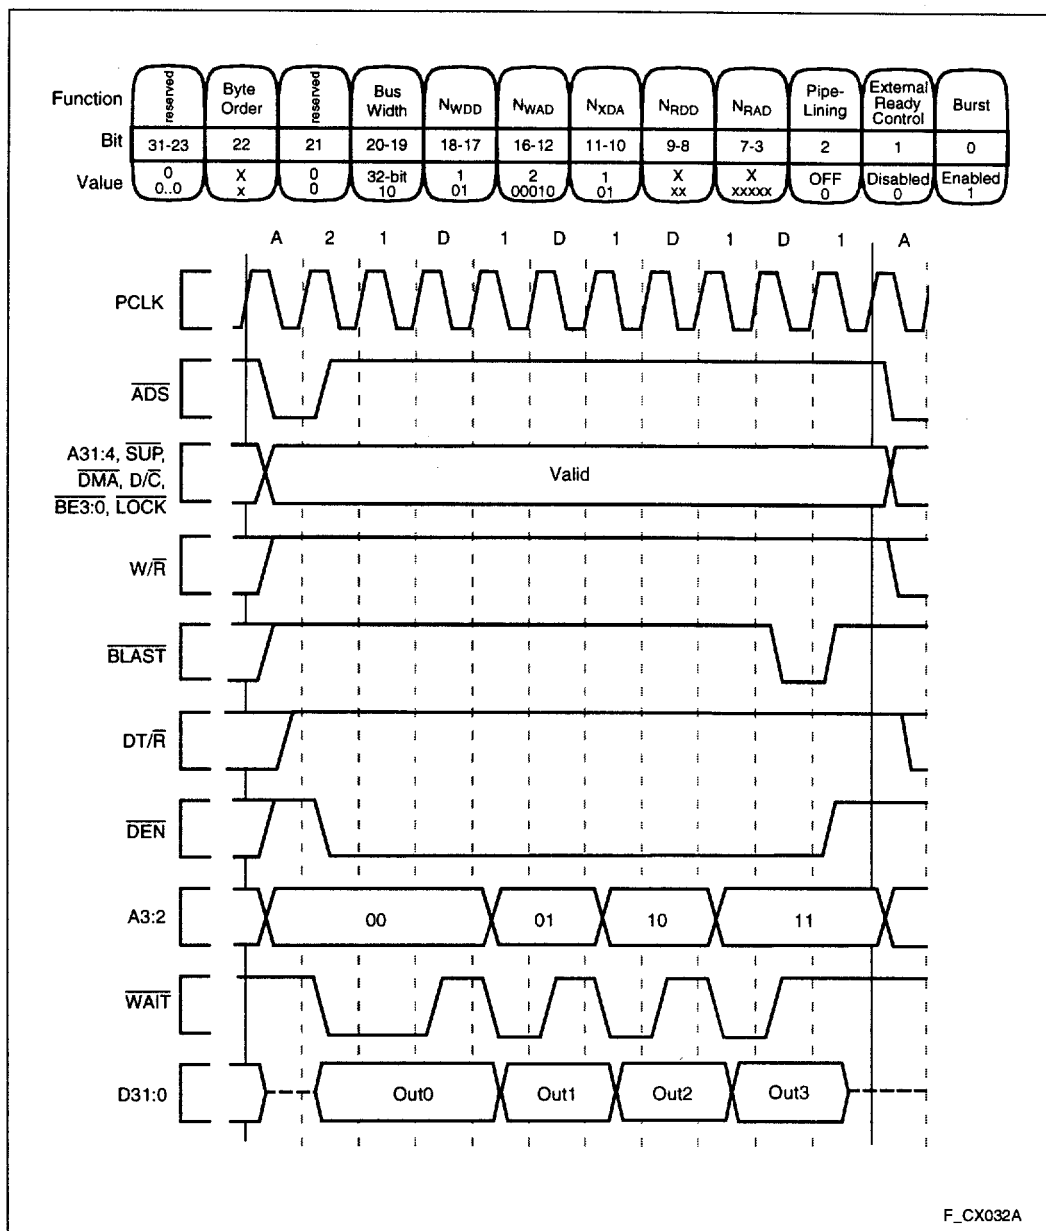 Function reserved Byte Order reserved Bus Width NWDD NWAD NXDA NRDD NRAD Pipe-Lining External Ready Control Burst
Bit 31-23 22 21 20-19 18-17 16-12 11-10 9-8 7-3 2 1 0
Value 0 X 0 32-bit 1 2 1 X X OFF Disabled Enabled
0..0 x 0 10 01 00010 01 xx xxxxx 0 0 1
A 2 1 D 1 D 1 D 1 D 1 A
PCLK
ADS
A31:4, SUP,
DMA, D/C,
BE3:0, LOCK
Valid
W/R
BLAST
DT/R
DEN
A3:2 00 01 10 11
WAIT
D31:0 Out0 Out1 Out2 Out3
F_CX032A